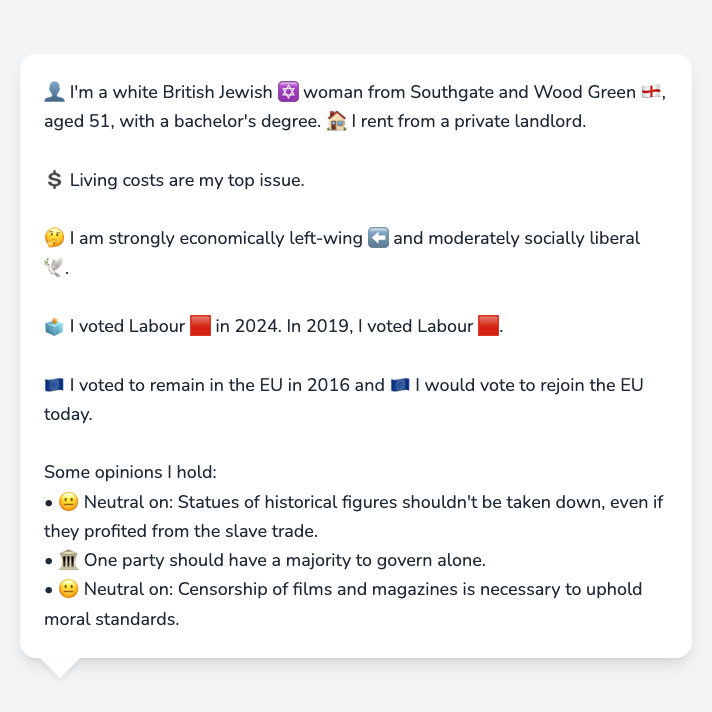 👤 I'm a white British Jewish ✡️ woman from Southgate and Wood Green 🏴󠁧󠁢󠁥󠁮󠁧󠁿,
aged 51, with a bachelor's degree. 🏠 I rent from a private landlord.
💲 Living costs are my top issue.
🤔 I am strongly economically left-wing ⬅️ and moderately socially liberal
🕊️.
🗳️ I voted Labour 🟥 in 2024. In 2019, I voted Labour 🟥.
🇪🇺 I voted to remain in the EU in 2016 and 🇪🇺 I would vote to rejoin the EU
today.
Some opinions I hold:
• 😐 Neutral on: Statues of historical figures shouldn't be taken down, even if
they profited from the slave trade.
• 🏛️ One party should have a majority to govern alone.
• 😐 Neutral on: Censorship of films and magazines is necessary to uphold
moral standards.